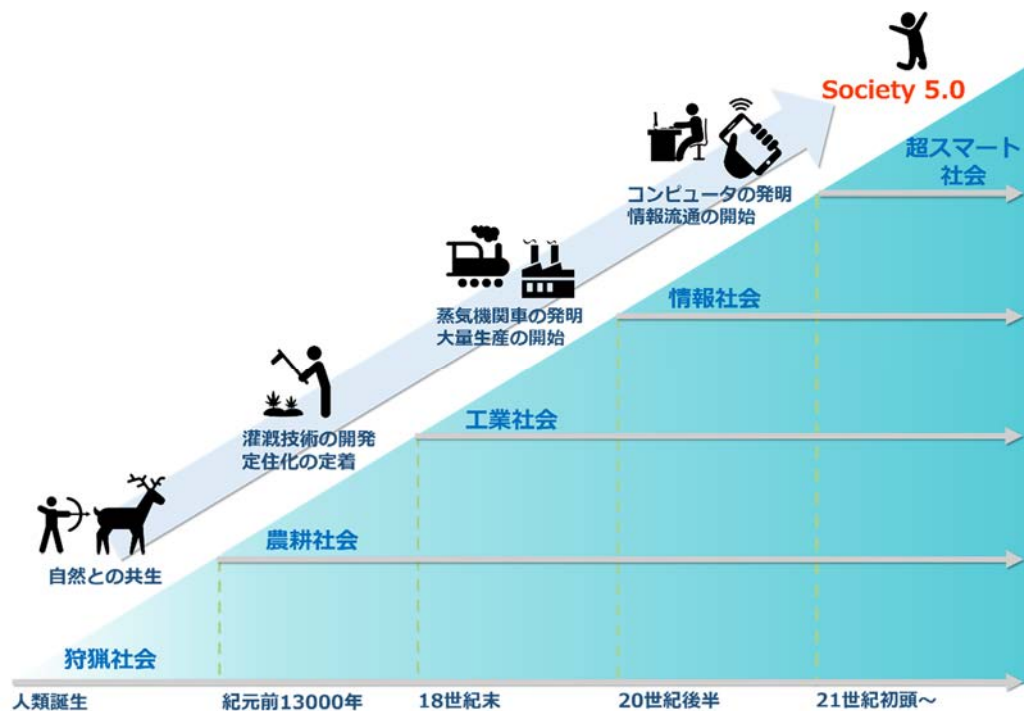 Society 5.0
超スマート
社会
コンピュータの発明
情報流通の開始
情報社会
蒸気機関車の発明
大量生産の開始
工業社会
灌漑技術の開発
定住化の定着
農耕社会
自然との共生
狩猟社会
人類誕生
紀元前13000年
18世紀末
20世紀後半
21世紀初頭～